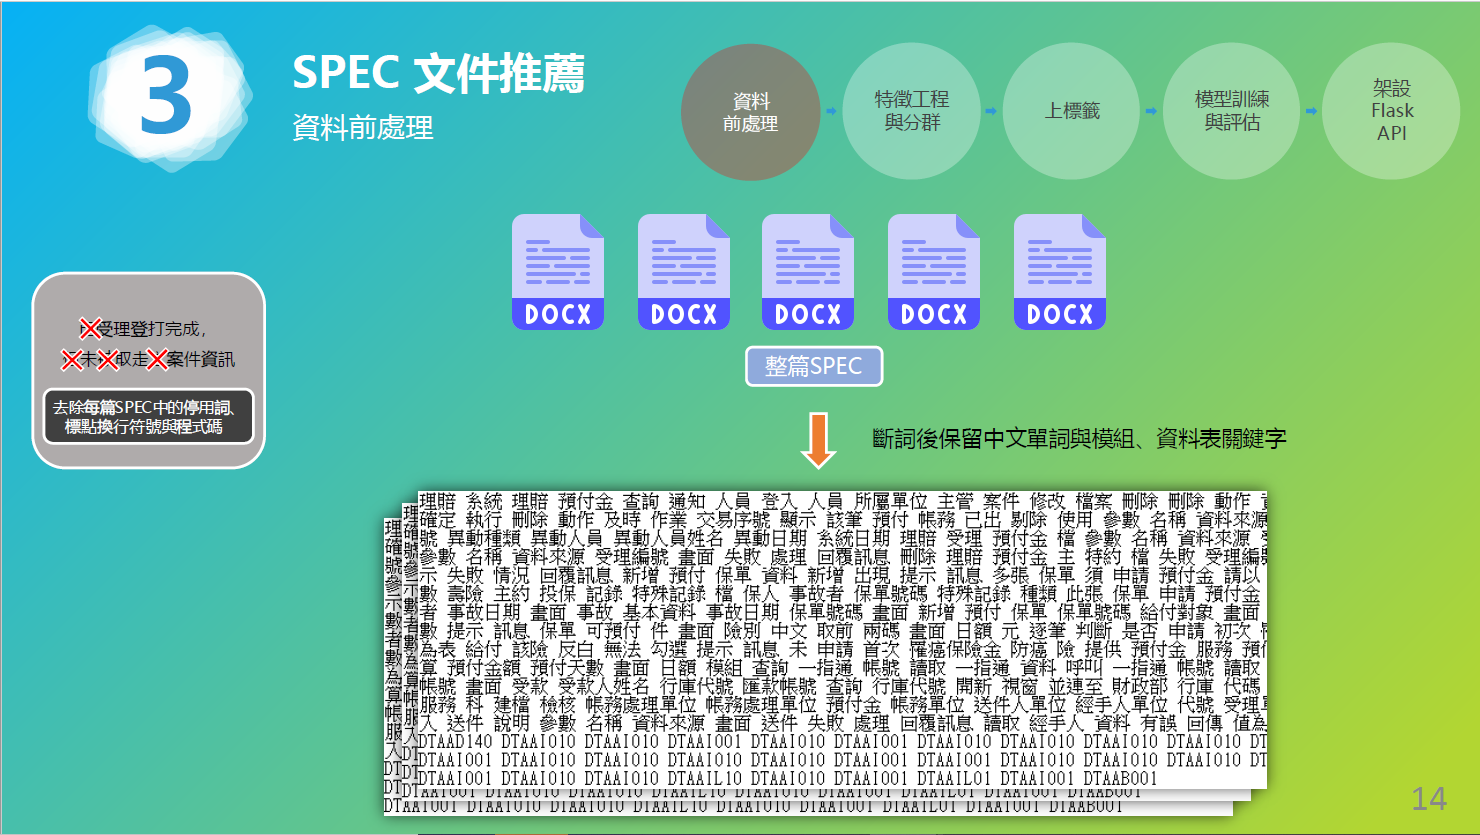 3
SPEC 文件推薦
資料前處理
資料
前處理
特徵工程
與分群
上標籤
模型訓練
與評估
架設
Flask
API
DOCX
DOCX
DOCX
DOCX
DOCX
整篇SPEC
受理登打完成，
未 取走 案件資訊
去除每篇SPEC中的停用詞、
標點換行符號與程式碼
斷詞後保留中文單詞與模組、資料表關鍵字
理賠 系統 理賠 預付金 查詢 通知 人員 登入 人員 所屬單位 主管 案件 修改 檔案 刪除 刪除 動作
確定 執行 刪除 動作 及時 作業 交易序號 顯示 該筆 預付 帳務 已出 剔除 使用 參數 名稱 資料來源
號 異動種類 異動人員 異動人員姓名 異動日期 系統日期 理賠 受理 預付金 檔 參數 名稱 資料來源
參數 名稱 資料來源 受理編號 畫面 失敗 處理 回覆訊息 刪除 理賠 預付金 主 特約 檔 失敗 受理編號
示 失敗 情況 回覆訊息 新增 預付 保單 資料 新增 出現 提示 訊息 多張 保單 須 申請 預付金 請以
數 壽險 主約 投保 記錄 特殊記錄 檔 保人 事故者 保單號碼 特殊記錄 種類 此張 保單 申請 預付金
者 事故日期 畫面 事故 基本資料 事故日期 保單號碼 畫面 新增 預付 保單 保單號碼 給付對象 畫面
數 提示 訊息 保單 可預付 件 畫面 險別 中文 取前 兩碼 畫面 日額 元 逐筆 判斷 是否 申請 初次
為表 給付 該險 反白 無法 勾選 提示 訊息 未 申請 首次 罹癌保險金 防癌 險 提供 預付金 服務
算 預付金額 預付天數 畫面 日額 模組 查詢 一指通 帳號 讀取 一指通 資料 呼叫 一指通 帳號 讀取
帳號 畫面 受款 受款人姓名 行庫代號 匯款帳號 查詢 行庫代號 開新 視窗 並連至 財政部 行庫 代碼
服務 科 建檔 檢核 帳務處理單位 帳務處理單位 預付金 帳務單位 送件人單位 經手人單位 代號 受理單
入 送件 說明 參數 名稱 資料來源 畫面 送件 失敗 處理 回覆訊息 讀取 經手人 資料 有誤 回傳 值為
DTAAD140 DTAAI010 DTAAI010 DTAAI001 DTAAI010 DTAAI001 DTAAI010 DTAAI010 DTAAI010 DTAAI010 DT
DTAAI001 DTAAI010 DTAAI010 DTAAI010 DTAAI010 DTAAI001 DTAAI010 DTAAI010 DTAAI010 DTAAI010 DT
DTAAI001 DTAAI010 DTAAIL10 DTAAI010 DTAAI001 DTAAIL01 DTAAI001 DTAAB001
DTAAI001 DTAAI010 DTAAI010 DTAAIL10 DTAAI010 DTAAI001 DTAAIL01 DTAAI001 DTAAB001
DTAAI001 DTAAI010 DTAAI010 DTAAIL10 DTAAI010 DTAAI001 DTAAIL01 DTAAI001 DTAAB001
14